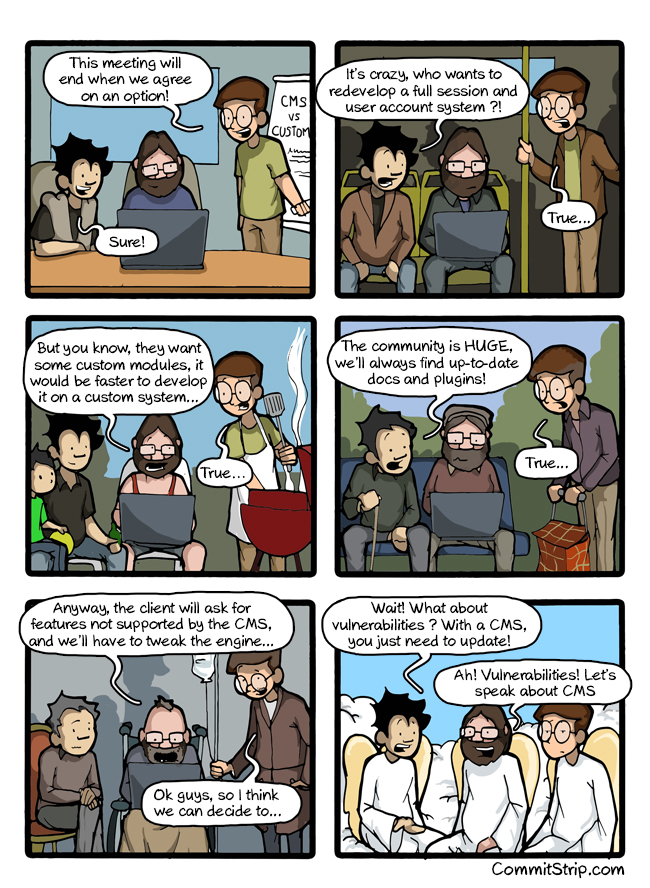 This meeting will
end when we agree
on an option!
CMS
VS
CUSTOM
Sure!
It's crazy, who wants to
redevelop a full session and
user account system ?!
True...
But you know, they want
some custom modules, it
would be faster to develop
it on a custom system...
True...
The community is HUGE,
we'll always find up-to-date
docs and plugins!
True...
Anyway, the client will ask for
features not supported by the CMS,
and we'll have to tweak the engine...
Ok guys, so I think
we can decide to...
Wait! What about
vulnerabilities ? With a CMS,
you just need to update!
Ah! Vulnerabilities! Let's
speak about CMS
CommitStrip.com